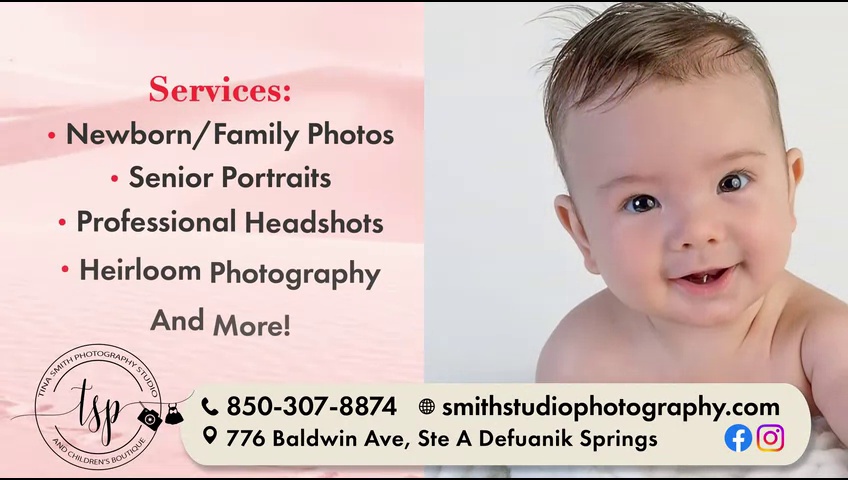 Services:
• Newborn/Family Photos
• Senior Portraits
• Professional Headshots
• Heirloom Photography
And More!
TINA SMITH PHOTOGRAPHY STUDIO
tsp
AND CHILDREN'S BOUTIQUE
850-307-8874 smithstudiophotography.com
776 Baldwin Ave, Ste A Defuanik Springs